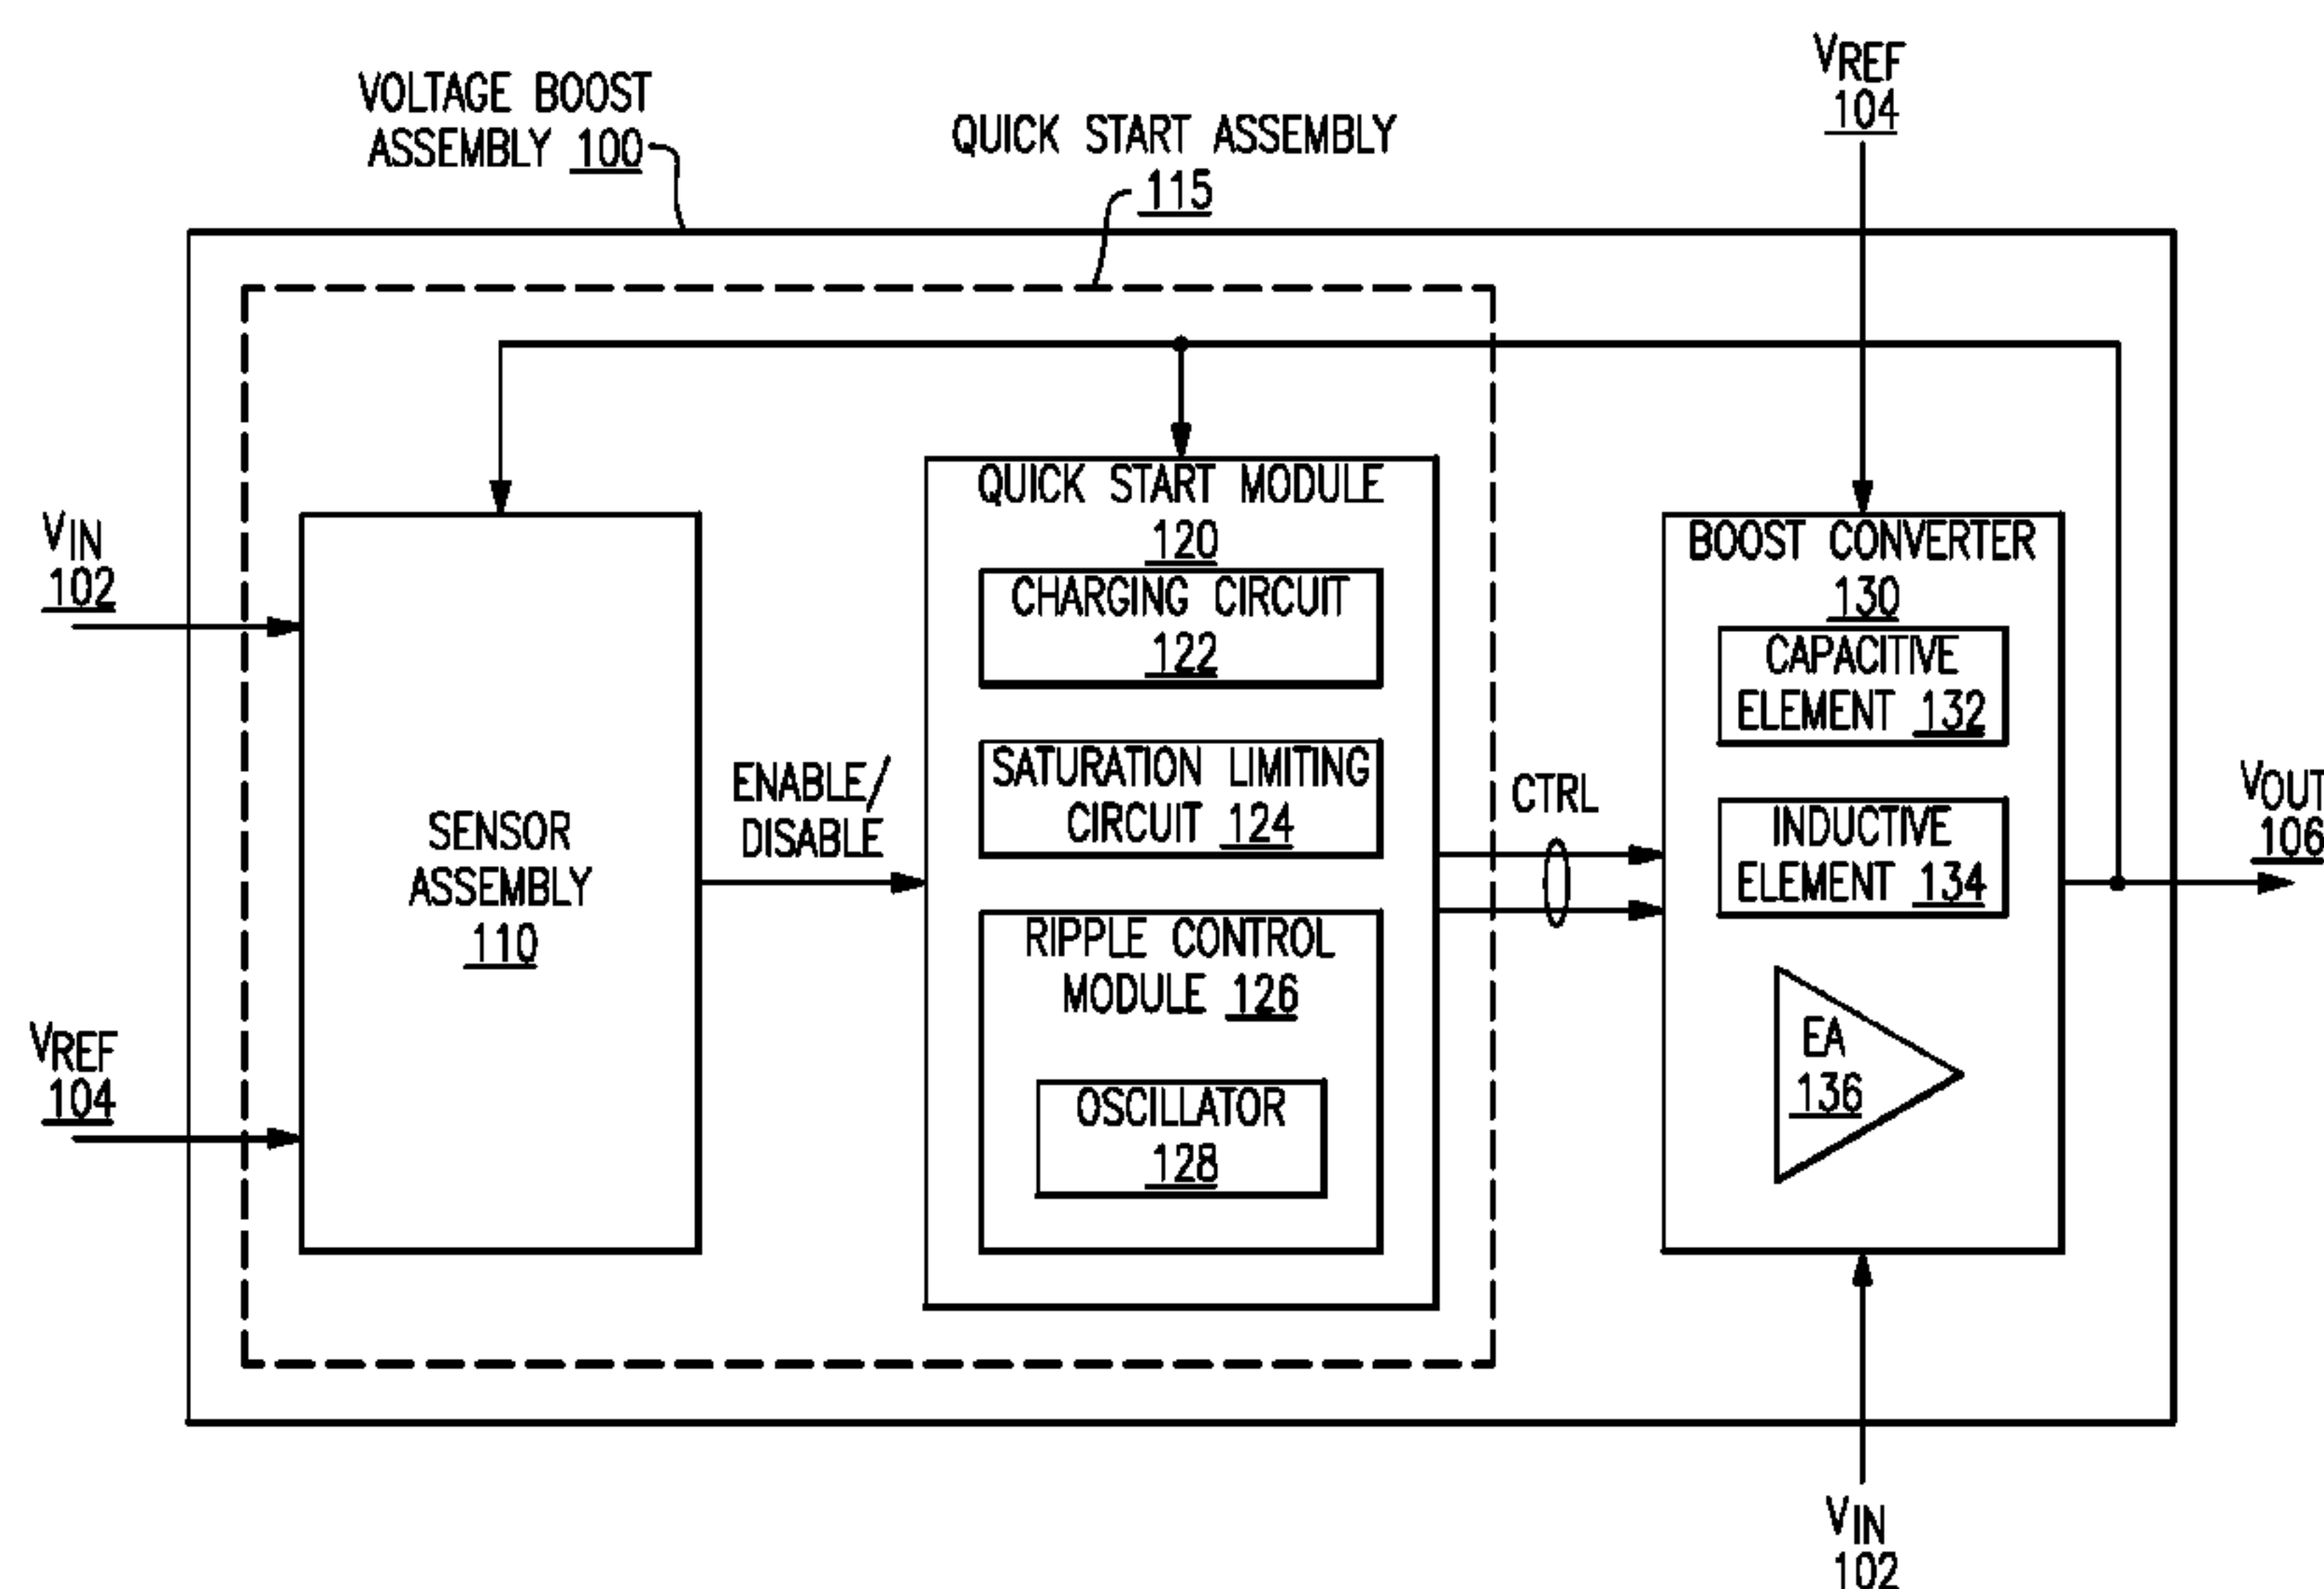 VOLTAGE BOOST
ASSEMBLY 100
QUICK START ASSEMBLY
115
VREF
104
VIN
102
VREF
104
SENSOR
ASSEMBLY
110
ENABLE/
DISABLE
QUICK START MODULE
120
CHARGING CIRCUIT
122
SATURATION LIMITING
CIRCUIT 124
RIPPLE CONTROL
MODULE 126
OSCILLATOR
128
CTRL
BOOST CONVERTER
130
CAPACITIVE
ELEMENT 132
INDUCTIVE
ELEMENT 134
EA
136
VOUT
106
VIN
102